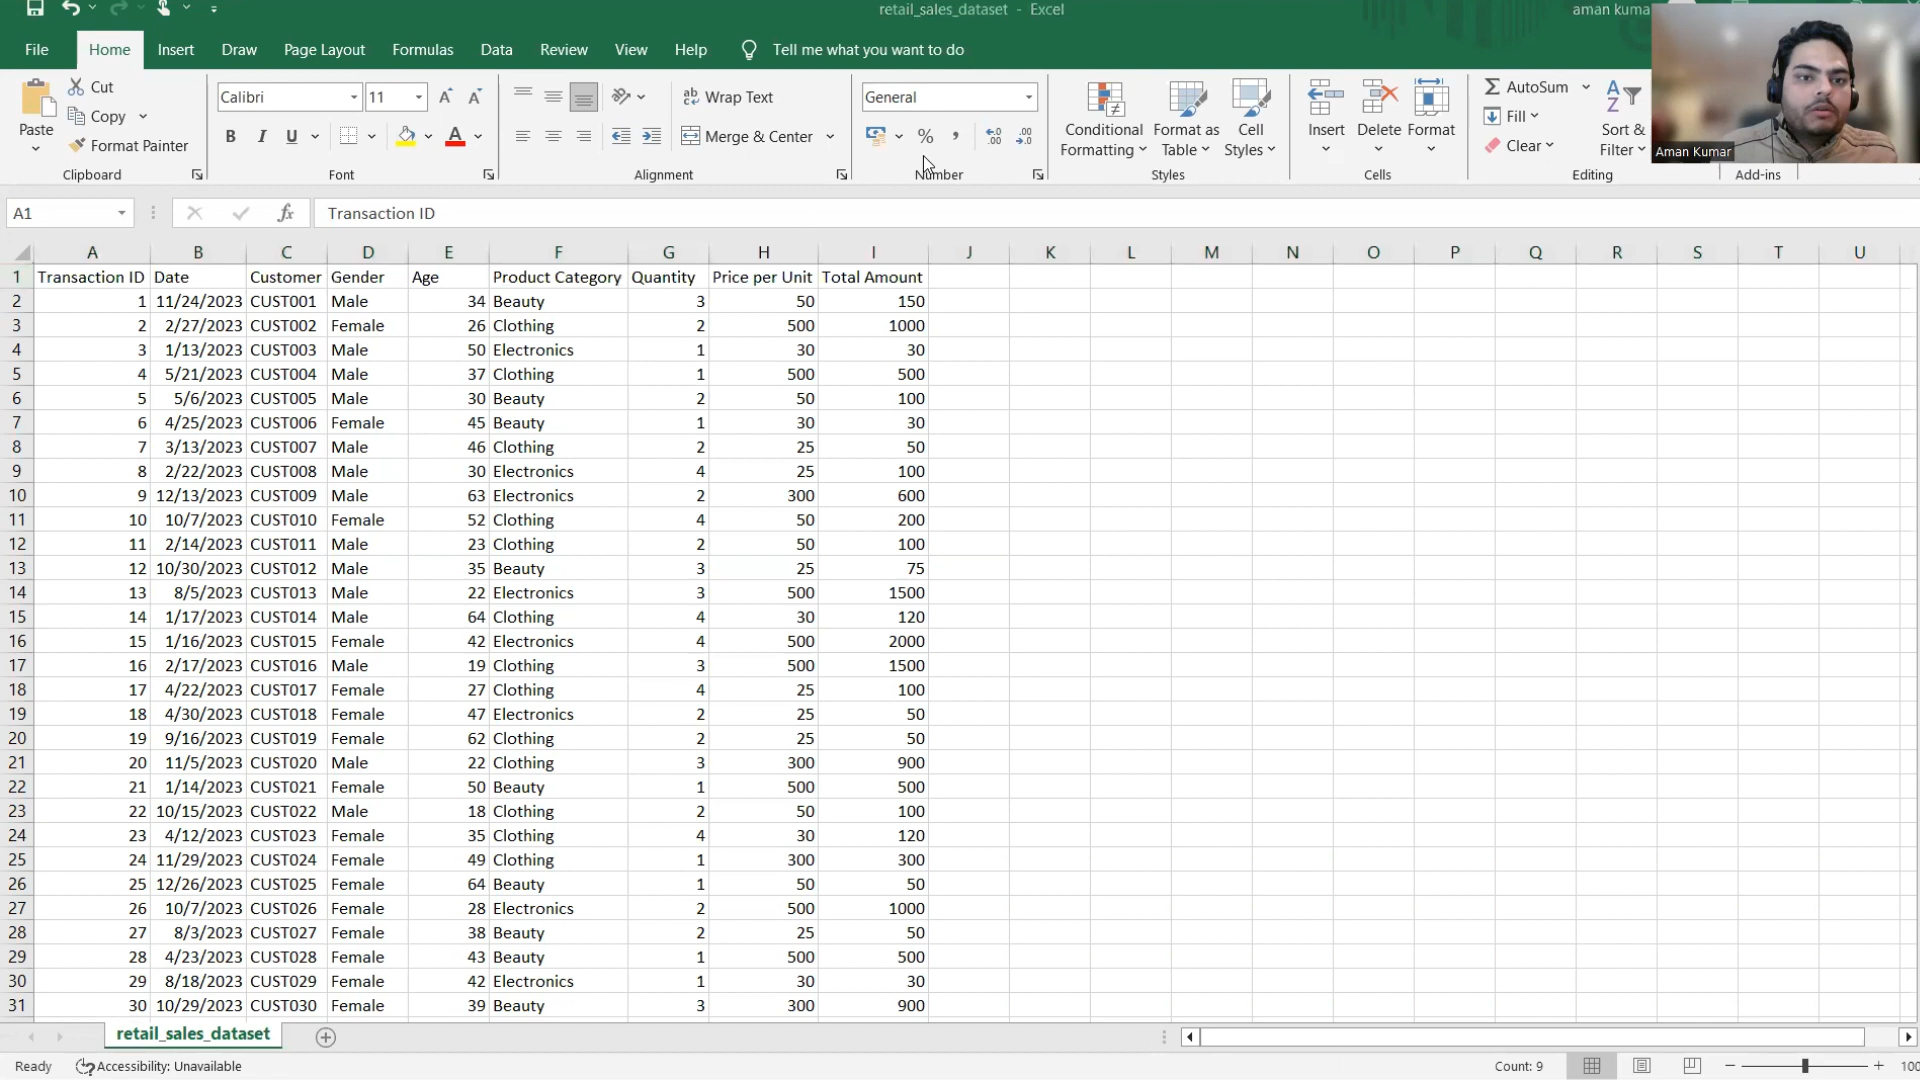 retail_sales_dataset - Excel
aman kuma
File Home Insert Draw Page Layout Formulas Data Review View Help Tell me what you want to do
Paste
Cut
Copy
Format Painter
Clipboard
Calibri 11
B I U A
Font
ab Wrap Text
Merge & Center
Alignment
General
% ,
Number
Conditional Formatting
Format as Table
Cell Styles
Styles
Insert
Delete
Format
Cells
AutoSum
Fill
Clear
Sort & Filter
Editing
Add-ins
Aman Kumar
A1 fx Transaction ID
A B C D E F G H I J K L M N O P Q R S T U
1 Transaction ID Date Customer Gender Age Product Category Quantity Price per Unit Total Amount
2 1 11/24/2023 CUST001 Male 34 Beauty 3 50 150
3 2 2/27/2023 CUST002 Female 26 Clothing 2 500 1000
4 3 1/13/2023 CUST003 Male 50 Electronics 1 30 30
5 4 5/21/2023 CUST004 Male 37 Clothing 1 500 500
6 5 5/6/2023 CUST005 Male 30 Beauty 2 50 100
7 6 4/25/2023 CUST006 Female 45 Beauty 1 30 30
8 7 3/13/2023 CUST007 Male 46 Clothing 2 25 50
9 8 2/22/2023 CUST008 Male 30 Electronics 4 25 100
10 9 12/13/2023 CUST009 Male 63 Electronics 2 300 600
11 10 10/7/2023 CUST010 Female 52 Clothing 4 50 200
12 11 2/14/2023 CUST011 Male 23 Clothing 2 50 100
13 12 10/30/2023 CUST012 Male 35 Beauty 3 25 75
14 13 8/5/2023 CUST013 Male 22 Electronics 3 500 1500
15 14 1/17/2023 CUST014 Male 64 Clothing 4 30 120
16 15 1/16/2023 CUST015 Female 42 Electronics 4 500 2000
17 16 2/17/2023 CUST016 Male 19 Clothing 3 500 1500
18 17 4/22/2023 CUST017 Female 27 Clothing 4 25 100
19 18 4/30/2023 CUST018 Female 47 Electronics 2 25 50
20 19 9/16/2023 CUST019 Female 62 Clothing 2 25 50
21 20 11/5/2023 CUST020 Male 22 Clothing 3 300 900
22 21 1/14/2023 CUST021 Female 50 Beauty 1 500 500
23 22 10/15/2023 CUST022 Male 18 Clothing 2 50 100
24 23 4/12/2023 CUST023 Female 35 Clothing 4 30 120
25 24 11/29/2023 CUST024 Female 49 Clothing 1 300 300
26 25 12/26/2023 CUST025 Female 64 Beauty 1 50 50
27 26 10/7/2023 CUST026 Female 28 Electronics 2 500 1000
28 27 8/3/2023 CUST027 Female 38 Beauty 2 25 50
29 28 4/23/2023 CUST028 Female 43 Beauty 1 500 500
30 29 8/18/2023 CUST029 Female 42 Electronics 1 30 30
31 30 10/29/2023 CUST030 Female 39 Beauty 3 300 900
retail_sales_dataset
Ready Accessibility: Unavailable Count: 9 100